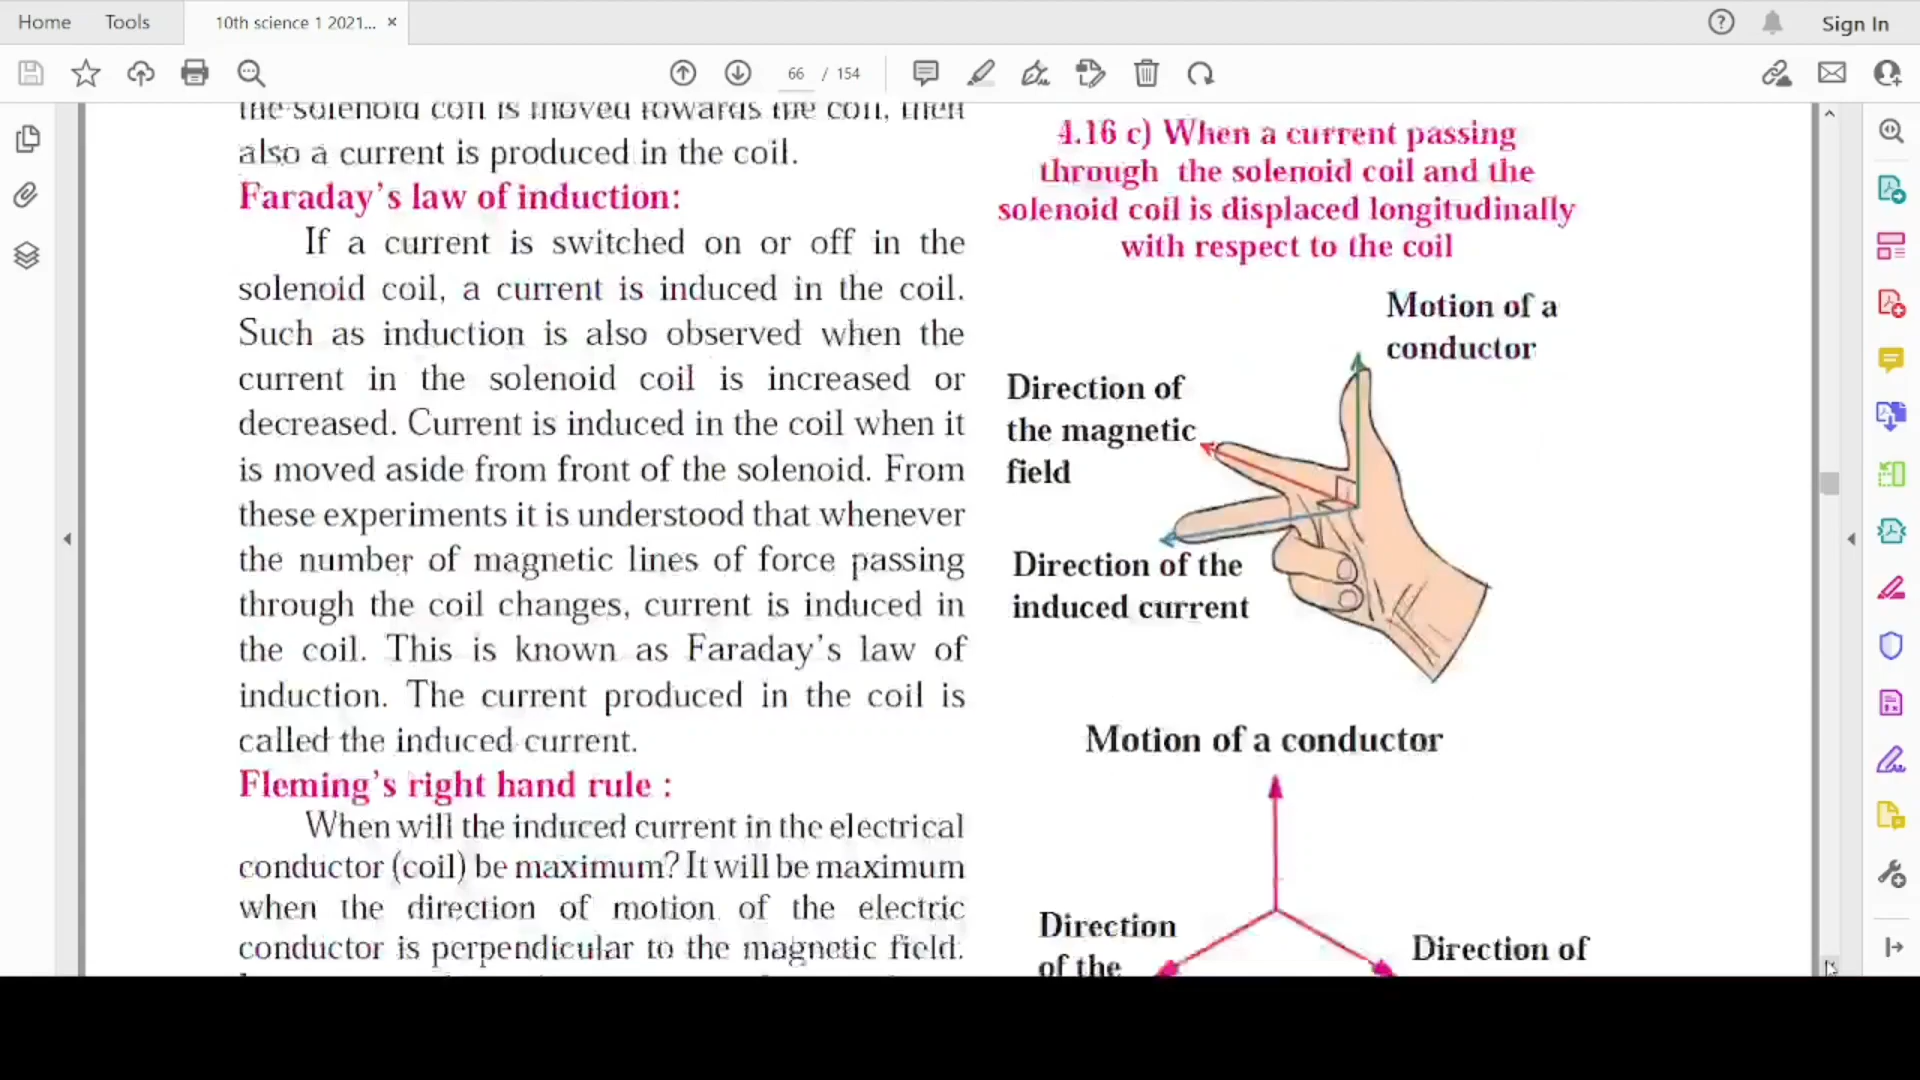 Home Tools 10th science 1 2021... × Sign In
66 / 154
the solenoid coil is moved towards the coil, then
also a current is produced in the coil.
Faraday's law of induction:
If a current is switched on or off in the
solenoid coil, a current is induced in the coil.
Such as induction is also observed when the
current in the solenoid coil is increased or
decreased. Current is induced in the coil when it
is moved aside from front of the solenoid. From
these experiments it is understood that whenever
the number of magnetic lines of force passing
through the coil changes, current is induced in
the coil. This is known as Faraday's law of
induction. The current produced in the coil is
called the induced current.
Fleming's right hand rule :
When will the induced current in the electrical
conductor (coil) be maximum? It will be maximum
when the direction of motion of the electric
conductor is perpendicular to the magnetic field.
4.16 c) When a current passing
through the solenoid coil and the
solenoid coil is displaced longitudinally
with respect to the coil
Motion of a
conductor
Direction of
the magnetic
field
Direction of the
induced current
Motion of a conductor
Direction
of the
Direction of